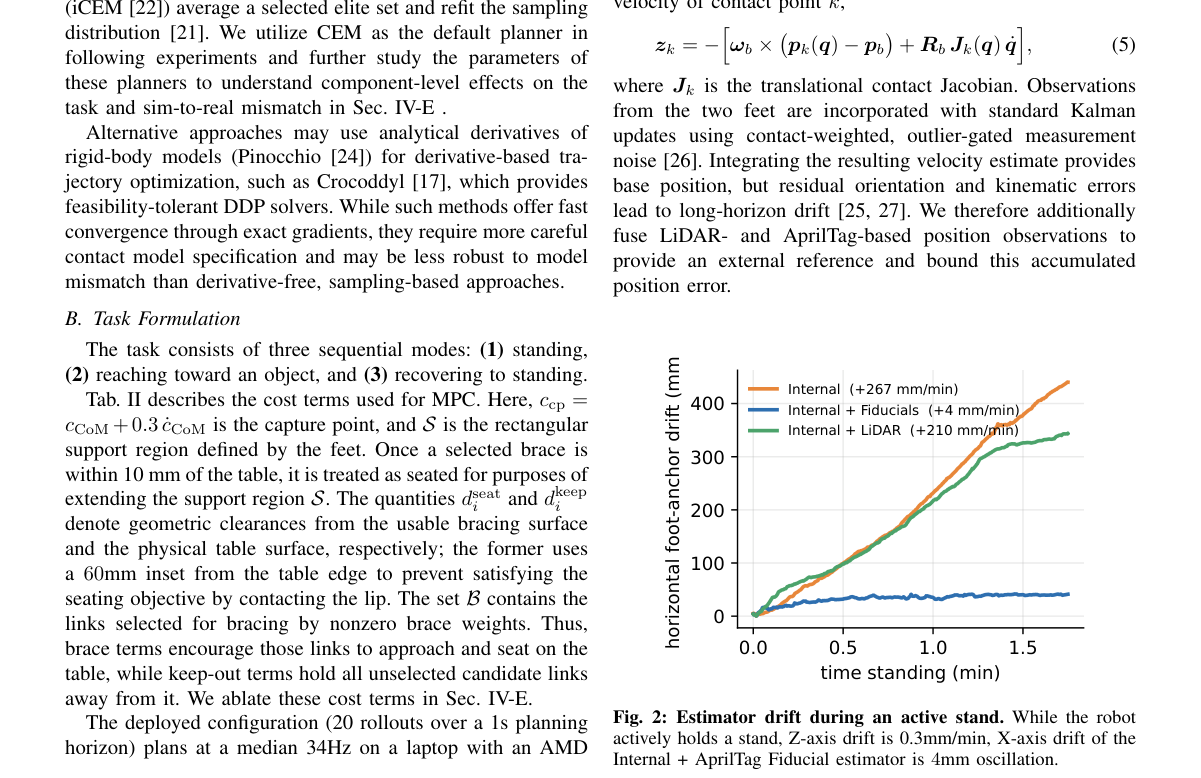 (iCEM [22]) average a selected elite set and refit the sampling
distribution [21]. We utilize CEM as the default planner in
following experiments and further study the parameters of
these planners to understand component-level effects on the
task and sim-to-real mismatch in Sec. IV-E .
Alternative approaches may use analytical derivatives of
rigid-body models (Pinocchio [24]) for derivative-based tra-
jectory optimization, such as Crocoddyl [17], which provides
feasibility-tolerant DDP solvers. While such methods offer fast
convergence through exact gradients, they require more careful
contact model specification and may be less robust to model
mismatch than derivative-free, sampling-based approaches.
B. Task Formulation
The task consists of three sequential modes: (1) standing,
(2) reaching toward an object, and (3) recovering to standing.
Tab. II describes the cost terms used for MPC. Here, c_cp =
c_CoM + 0.3 ċ_CoM is the capture point, and 𝒮 is the rectangular
support region defined by the feet. Once a selected brace is
within 10 mm of the table, it is treated as seated for purposes of
extending the support region 𝒮. The quantities d_i^seat and d_i^keep
denote geometric clearances from the usable bracing surface
and the physical table surface, respectively; the former uses
a 60mm inset from the table edge to prevent satisfying the
seating objective by contacting the lip. The set ℬ contains the
links selected for bracing by nonzero brace weights. Thus,
brace terms encourage those links to approach and seat on the
table, while keep-out terms hold all unselected candidate links
away from it. We ablate these cost terms in Sec. IV-E.
The deployed configuration (20 rollouts over a 1s planning
horizon) plans at a median 34Hz on a laptop with an AMD
velocity of contact point k,
z_k = −[ω_b × (p_k(q) − p_b) + R_b J_k(q) q̇], (5)
where J_k is the translational contact Jacobian. Observations
from the two feet are incorporated with standard Kalman
updates using contact-weighted, outlier-gated measurement
noise [26]. Integrating the resulting velocity estimate provides
base position, but residual orientation and kinematic errors
lead to long-horizon drift [25, 27]. We therefore additionally
fuse LiDAR- and AprilTag-based position observations to
provide an external reference and bound this accumulated
position error.
horizontal foot-anchor drift (mm
400
300
200
100
0
Internal (+267 mm/min)
Internal + Fiducials (+4 mm/min)
Internal + LiDAR (+210 mm/min)
0.0 0.5 1.0 1.5
time standing (min)
Fig. 2: Estimator drift during an active stand. While the robot
actively holds a stand, Z-axis drift is 0.3mm/min, X-axis drift of the
Internal + AprilTag Fiducial estimator is 4mm oscillation.